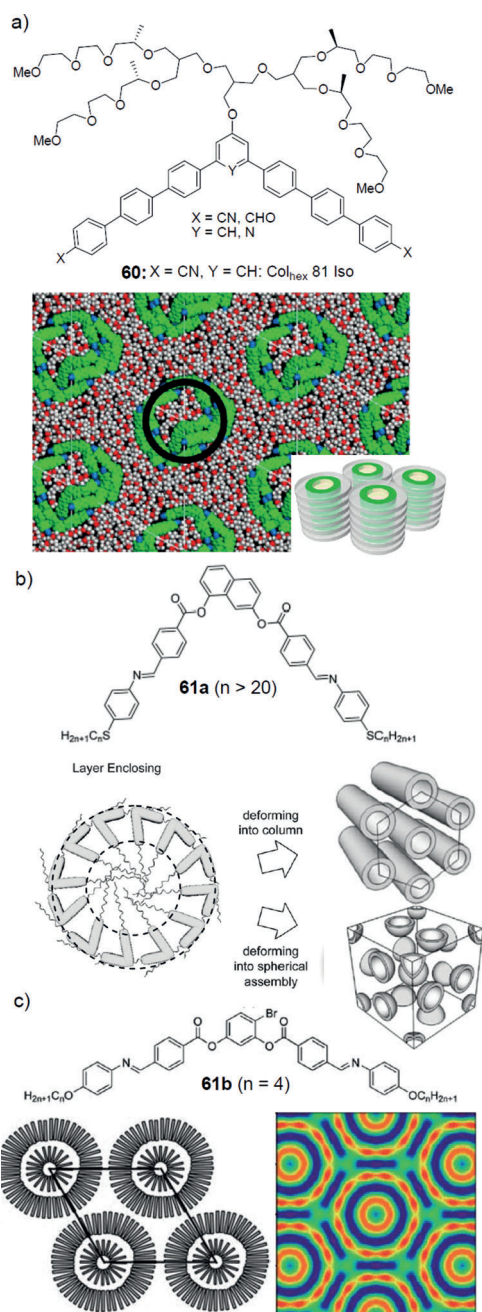 a)
O O O O O O O O O O
MeO O O O O O OMe
MeO O O
O
Y
OMe
X = CN, CHO
Y = CH, N
X X
60: X = CN, Y = CH: Colhex 81 Iso
b)
O O O O
N N
61a (n > 20)
H2n+1CnS SCnH2n+1
Layer Enclosing
deforming
into column
deforming
into spherical
assembly
c)
O Br O
N O O N
H2n+1CnO OCnH2n+1
61b (n = 4)